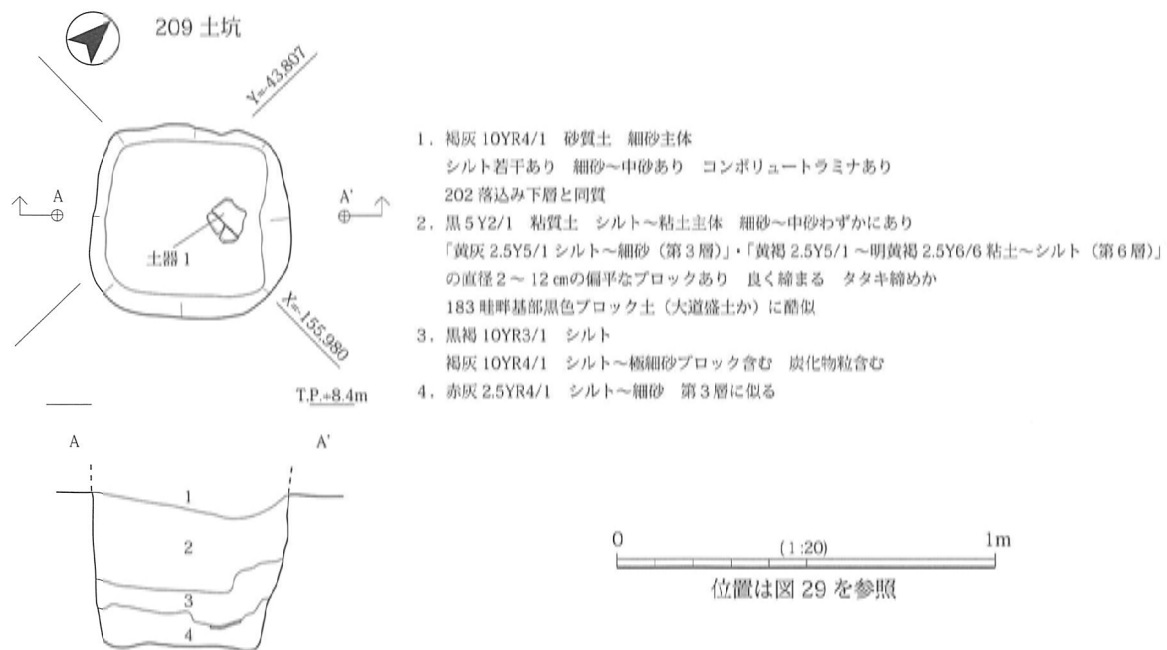 209 土坑
Y=-43,807
A
A'
土器 1
X=-155,980
T.P.+8.4m
1．褐灰 10YR4/1　砂質土　細砂主体
シルト若干あり　細砂～中砂あり　コンボリュートラミナあり
202 落込み下層と同質
2．黒 5 Y2/1　粘質土　シルト～粘土主体　細砂～中砂わずかにあり
「黄灰 2.5Y5/1 シルト～細砂（第 3 層）」・「黄褐 2.5Y5/1 ～明黄褐 2.5Y6/6 粘土～シルト（第 6 層）」
の直径 2 ～ 12 ㎝の偏平なブロックあり　良く締まる　タタキ締めか
183 畦畔基部黒色ブロック土（大道盛土か）に酷似
3．黒褐 10YR3/1　シルト
褐灰 10YR4/1　シルト～極細砂ブロック含む　炭化物粒含む
4．赤灰 2.5YR4/1　シルト～細砂　第 3 層に似る
A
A'
1
2
3
4
0
(1:20)
1m
位置は図 29 を参照